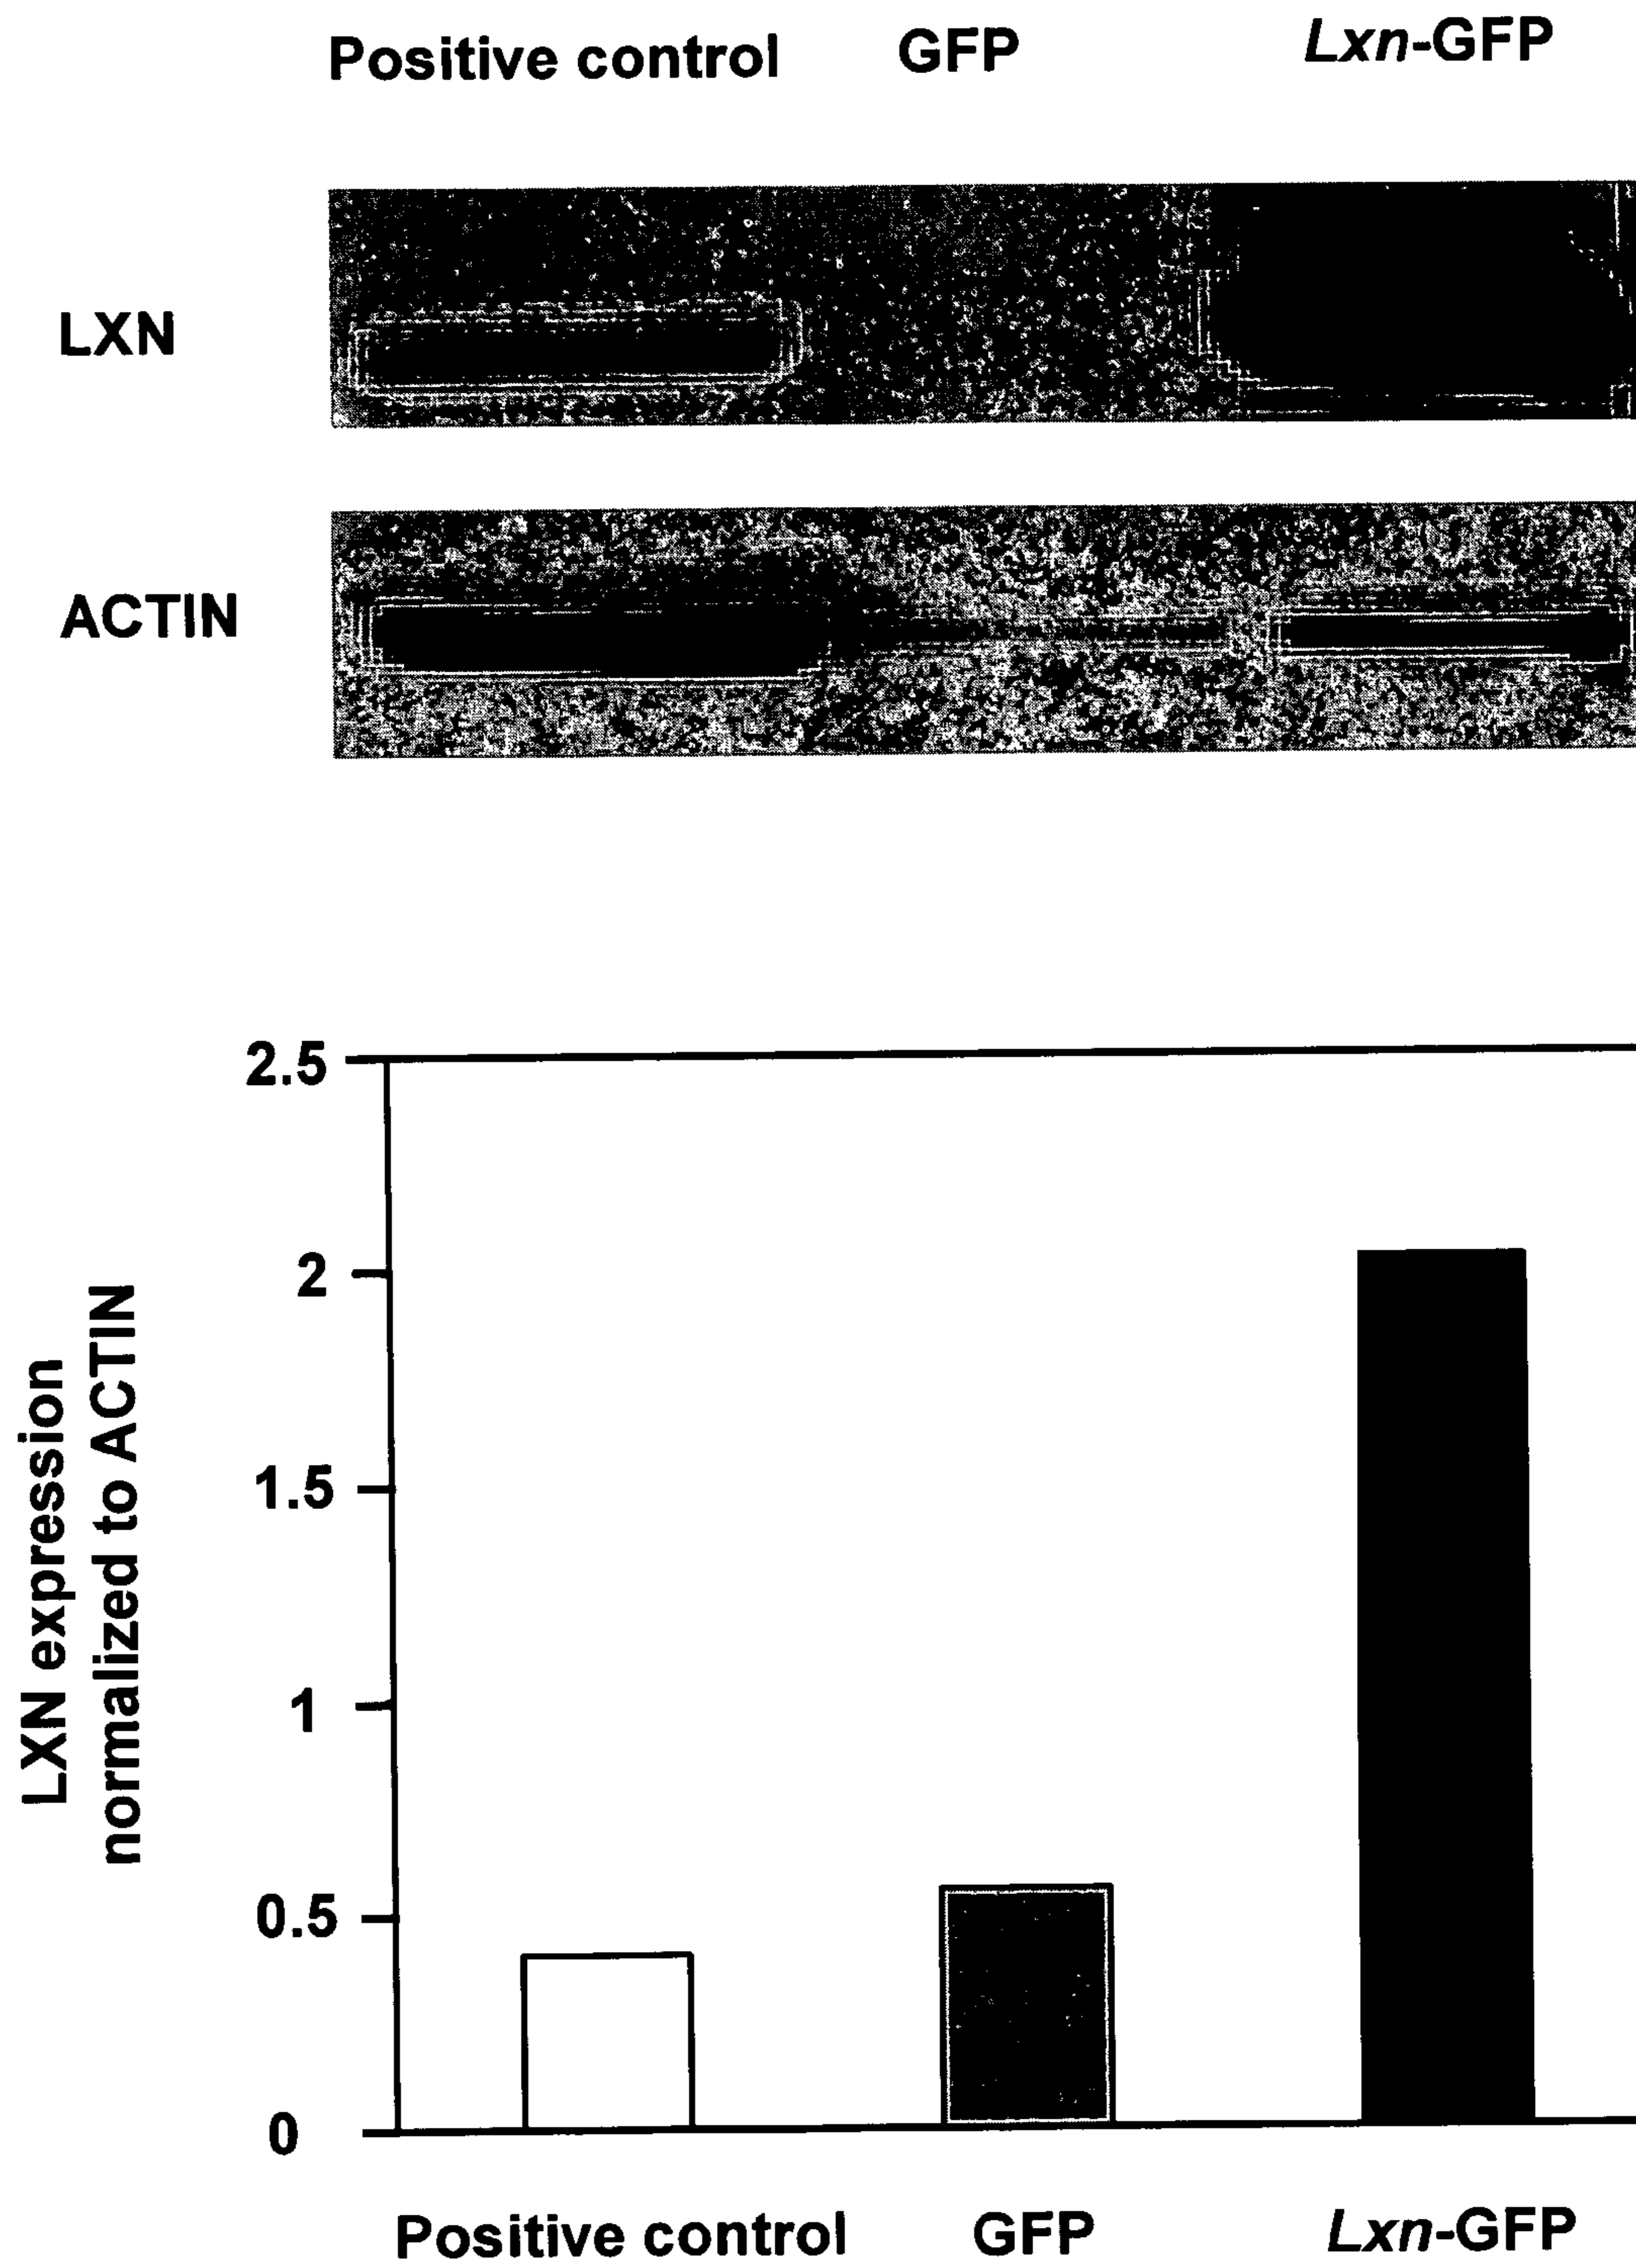 Positive control GFP Lxn-GFP
LXN
ACTIN
2.5
2
1.5
1
0.5
0
LXN expression
normalized to ACTIN
Positive control GFP Lxn-GFP